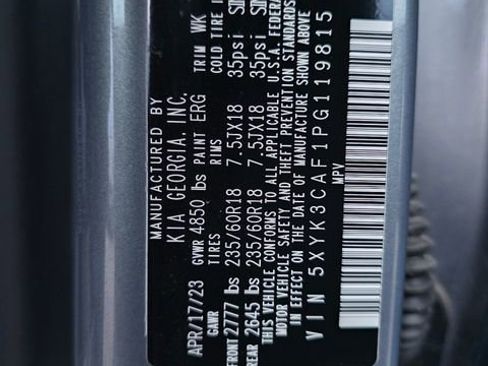 MANUFACTURED BY
KIA GEORGIA, INC.
APR/17/23 GVWR 4850 lbs PAINT ERG TRIM WK
GAWR TIRES RIMS COLD TIRE
FRONT 2777 lbs 235/60R18 7.5JX18 35psi SIN
REAR 2645 lbs 235/60R18 7.5JX18 35psi SIN
THIS VEHICLE CONFORMS TO ALL APPLICABLE U.S.A. FEDERA
MOTOR VEHICLE SAFETY AND THEFT PREVENTION STANDARDS
IN EFFECT ON THE DATE OF MANUFACTURE SHOWN ABOVE
VIN 5XYK3CAF1PG119815
MPV